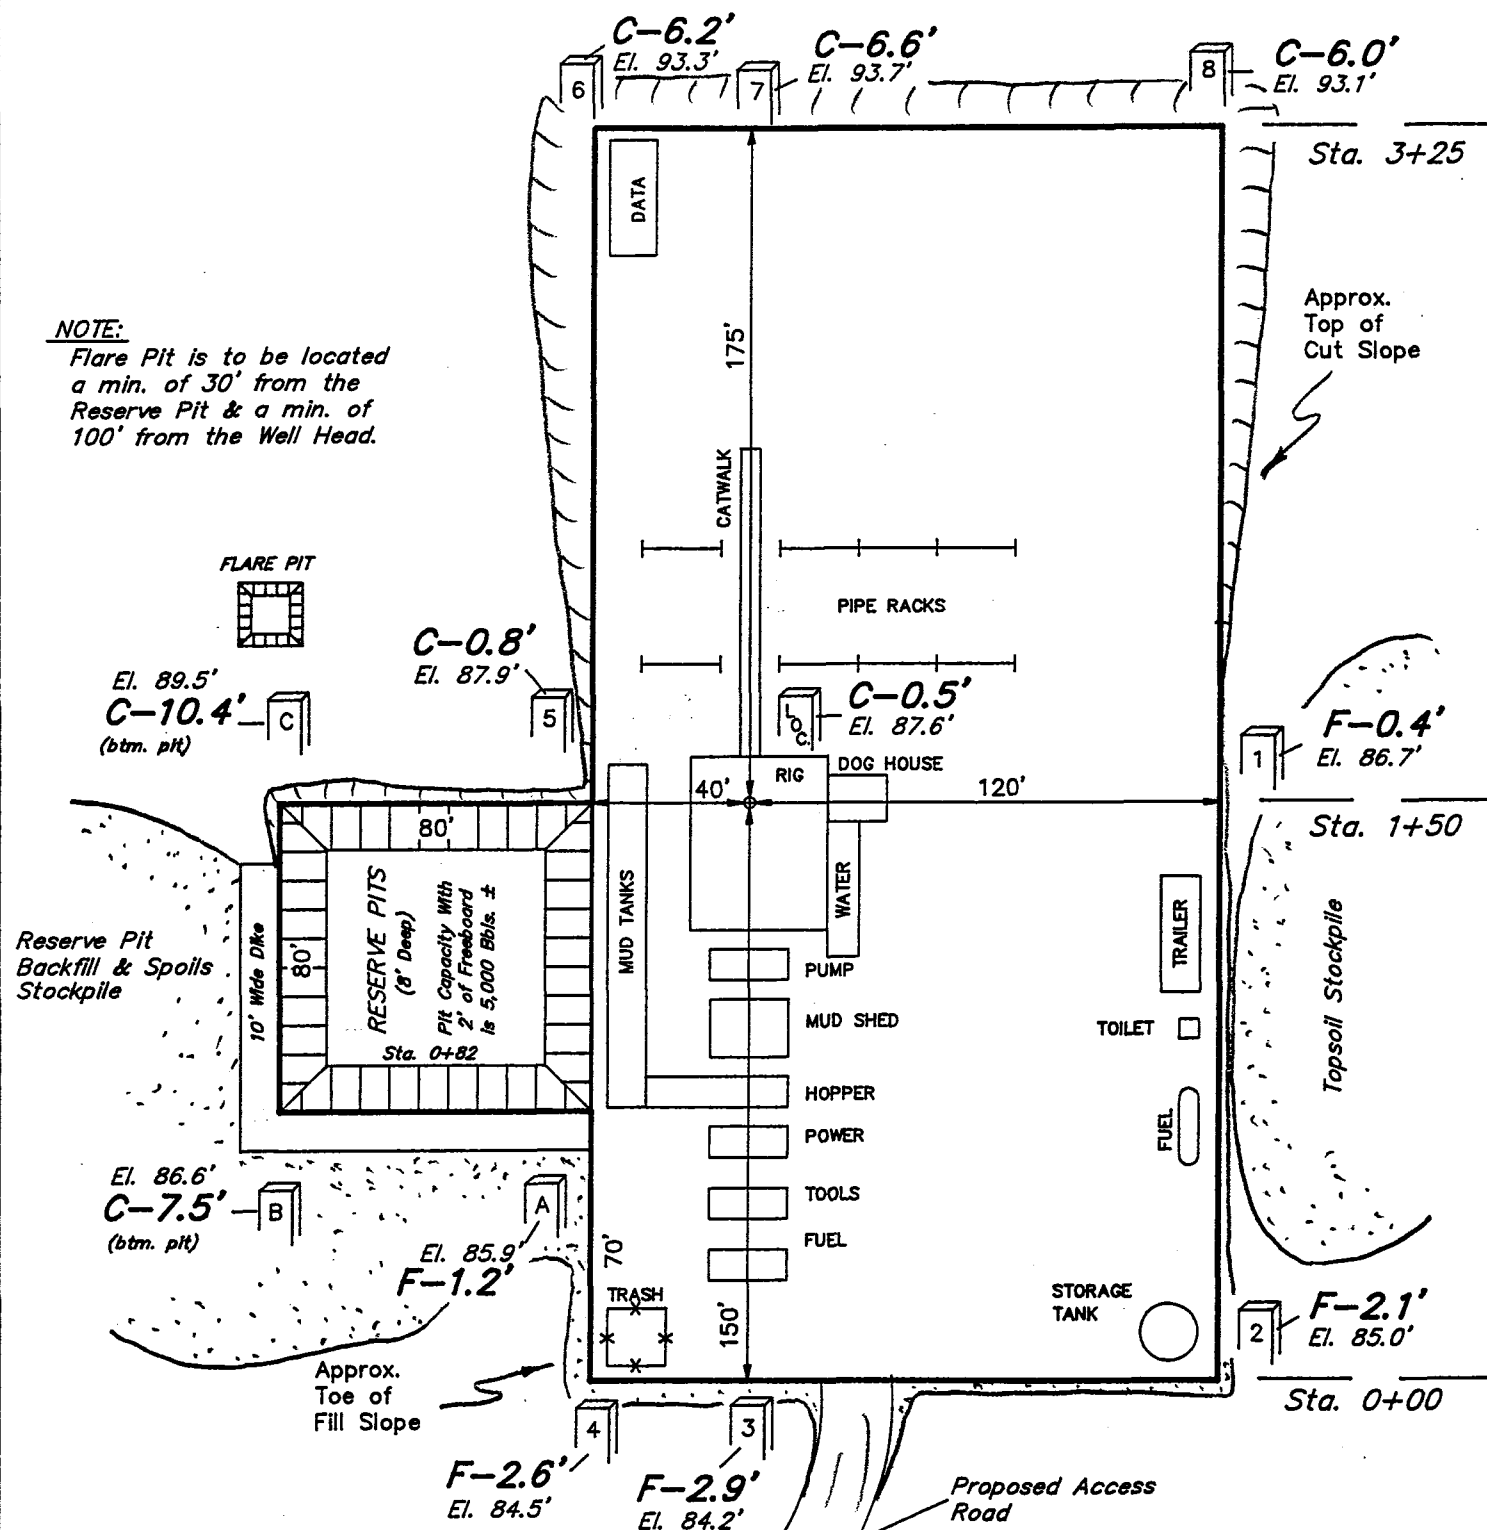 C-6.2'
El. 93.3'
C-6.6'
El. 93.7'
C-6.0'
El. 93.1'
6
7
8
Sta. 3+25
DATA
175'
Approx.
Top of
Cut Slope
NOTE:
Flare Pit is to be located
a min. of 30' from the
Reserve Pit & a min. of
100' from the Well Head.
CATWALK
FLARE PIT
PIPE RACKS
C-0.8'
El. 87.9'
5
El. 89.5'
C-10.4'
(btm. pit)
C
LOC.
C-0.5'
El. 87.6'
F-0.4'
El. 86.7'
1
RIG
DOG HOUSE
40'
120'
Sta. 1+50
80'
80'
RESERVE PITS
(8' Deep)
Pit Capacity With
2' of Freeboard
is 5,000 Bbls. ±
Sta. 0+82
10' Wide Dike
Reserve Pit
Backfill & Spoils
Stockpile
MUD TANKS
WATER
TRAILER
Topsoil Stockpile
PUMP
MUD SHED
TOILET
HOPPER
POWER
FUEL
TOOLS
FUEL
El. 86.6'
C-7.5'
(btm. pit)
B
A
El. 85.9'
F-1.2'
70'
TRASH
150'
STORAGE
TANK
2
F-2.1'
El. 85.0'
Approx.
Toe of
Fill Slope
Sta. 0+00
4
3
F-2.6'
El. 84.5'
F-2.9'
El. 84.2'
Proposed Access
Road